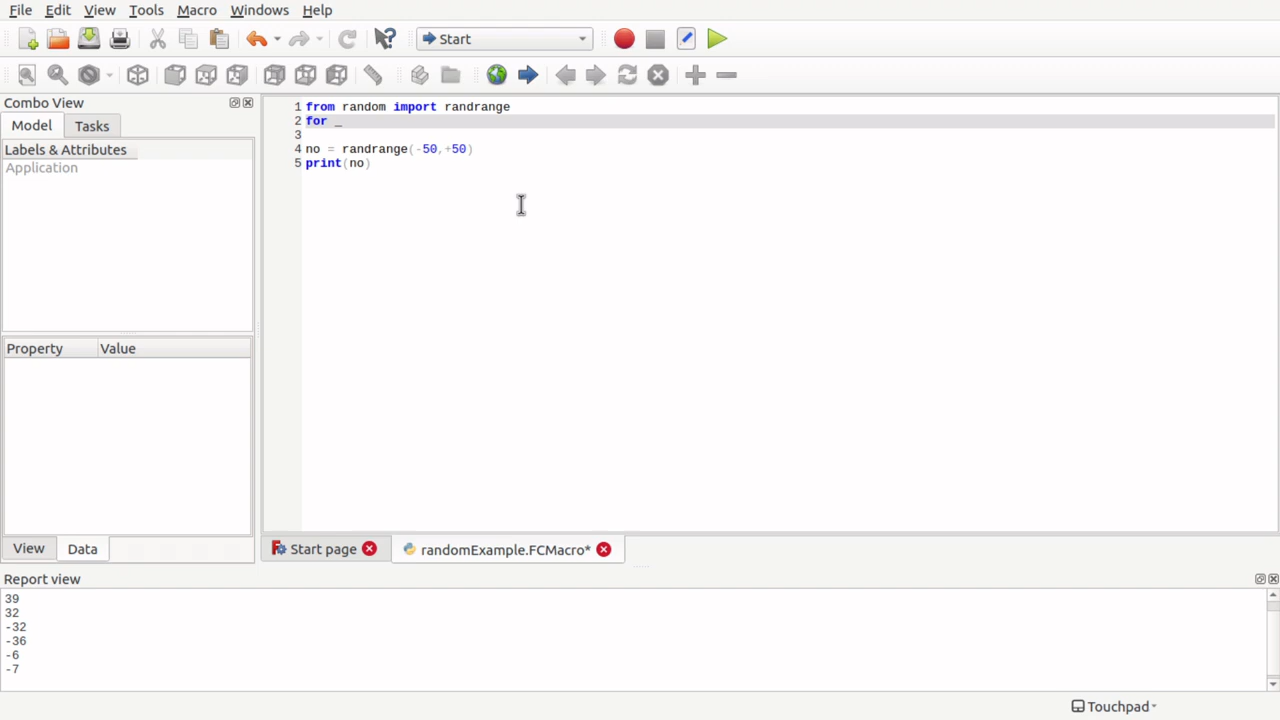 File Edit View Tools Macro Windows Help
Start
Combo View
Model Tasks
Labels & Attributes
Application
Property Value
View Data
1 from random import randrange
2 for _
3
4 no = randrange(-50,+50)
5 print(no)
Start page randomExample.FCMacro*
Report view
39
32
-32
-36
-6
-7
Touchpad